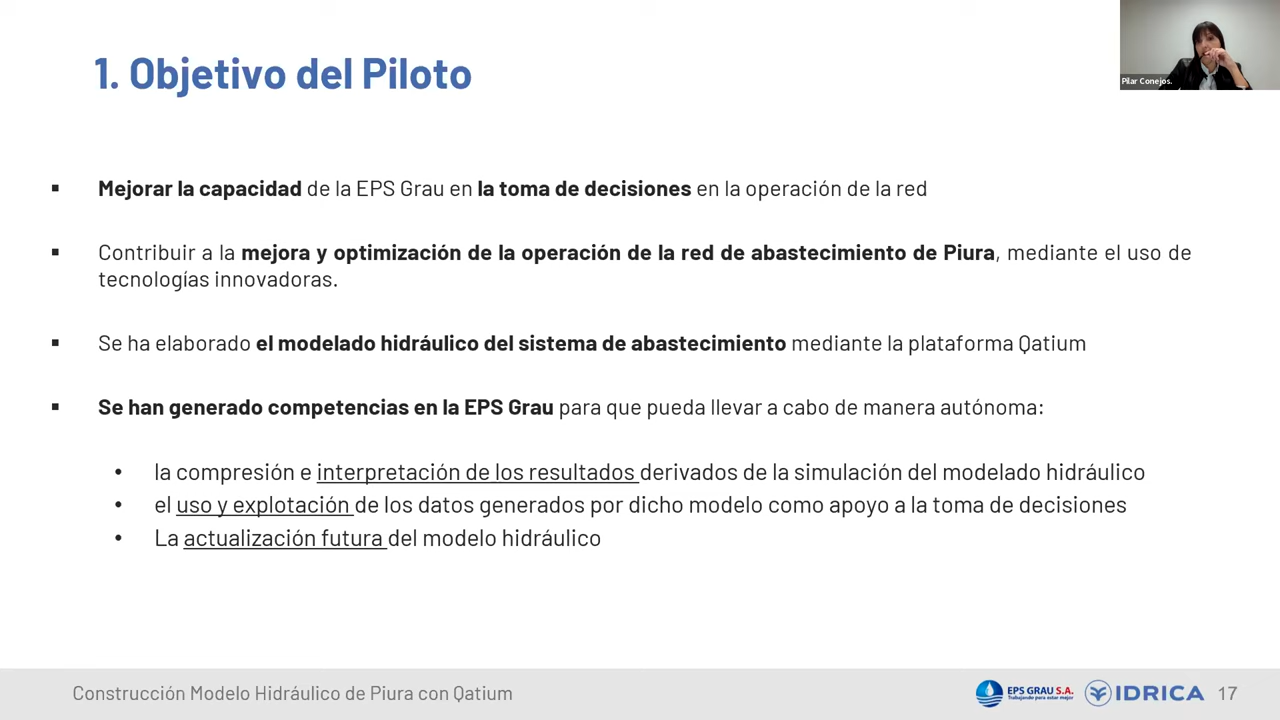 1. Objetivo del Piloto
Pilar Conejos.
▪ Mejorar la capacidad de la EPS Grau en la toma de decisiones en la operación de la red
▪ Contribuir a la mejora y optimización de la operación de la red de abastecimiento de Piura, mediante el uso de
tecnologías innovadoras.
▪ Se ha elaborado el modelado hidráulico del sistema de abastecimiento mediante la plataforma Qatium
▪ Se han generado competencias en la EPS Grau para que pueda llevar a cabo de manera autónoma:
• la compresión e interpretación de los resultados derivados de la simulación del modelado hidráulico
• el uso y explotación de los datos generados por dicho modelo como apoyo a la toma de decisiones
• La actualización futura del modelo hidráulico
Construcción Modelo Hidráulico de Piura con Qatium
EPS GRAU S.A.
Trabajando para estar mejor
IDRICA
17